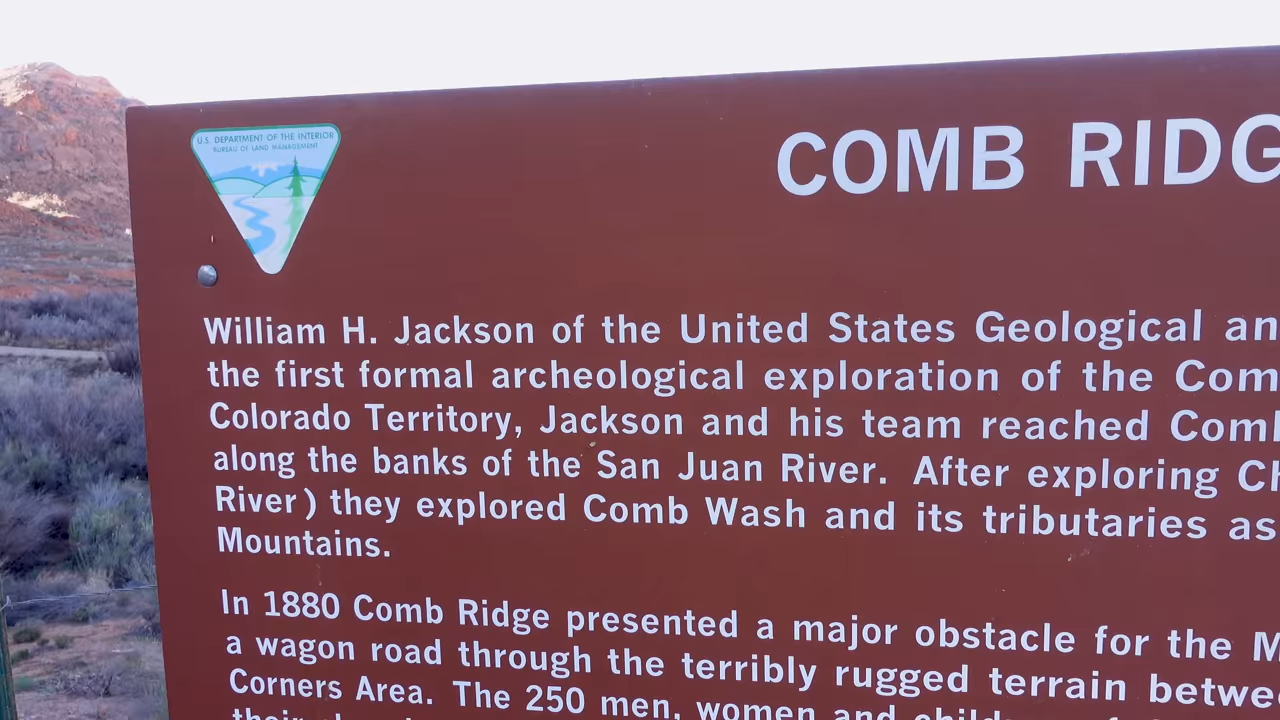 U.S. DEPARTMENT OF THE INTERIOR
BUREAU OF LAND MANAGEMENT
COMB RIDG
William H. Jackson of the United States Geological an
the first formal archeological exploration of the Com
Colorado Territory, Jackson and his team reached Comb
along the banks of the San Juan River. After exploring Ch
River) they explored Comb Wash and its tributaries as
Mountains.
In 1880 Comb Ridge presented a major obstacle for the M
a wagon road through the terribly rugged terrain betwe
Corners Area. The 250 men, women and
their